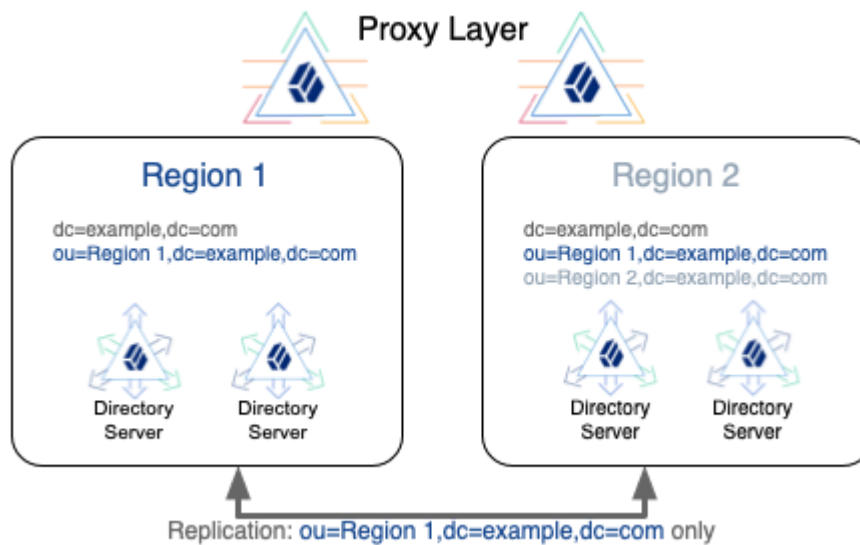 Proxy Layer
Region 1
dc=example,dc=com
ou=Region 1,dc=example,dc=com
Directory
Server
Directory
Server
Region 2
dc=example,dc=com
ou=Region 1,dc=example,dc=com
ou=Region 2,dc=example,dc=com
Directory
Server
Directory
Server
Replication: ou=Region 1,dc=example,dc=com only